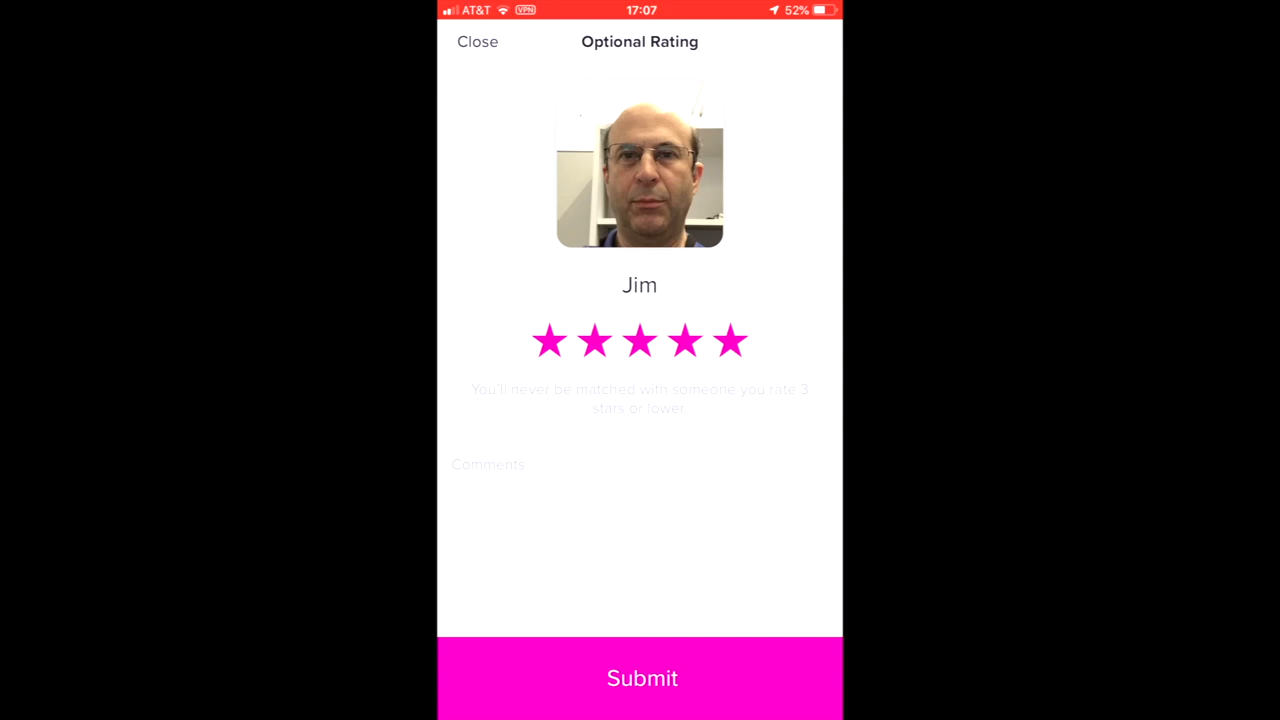 AT&T VPN 17:07 52%
Close Optional Rating
Jim
You'll never be matched with someone you rate 3
stars or lower.
Comments
Submit